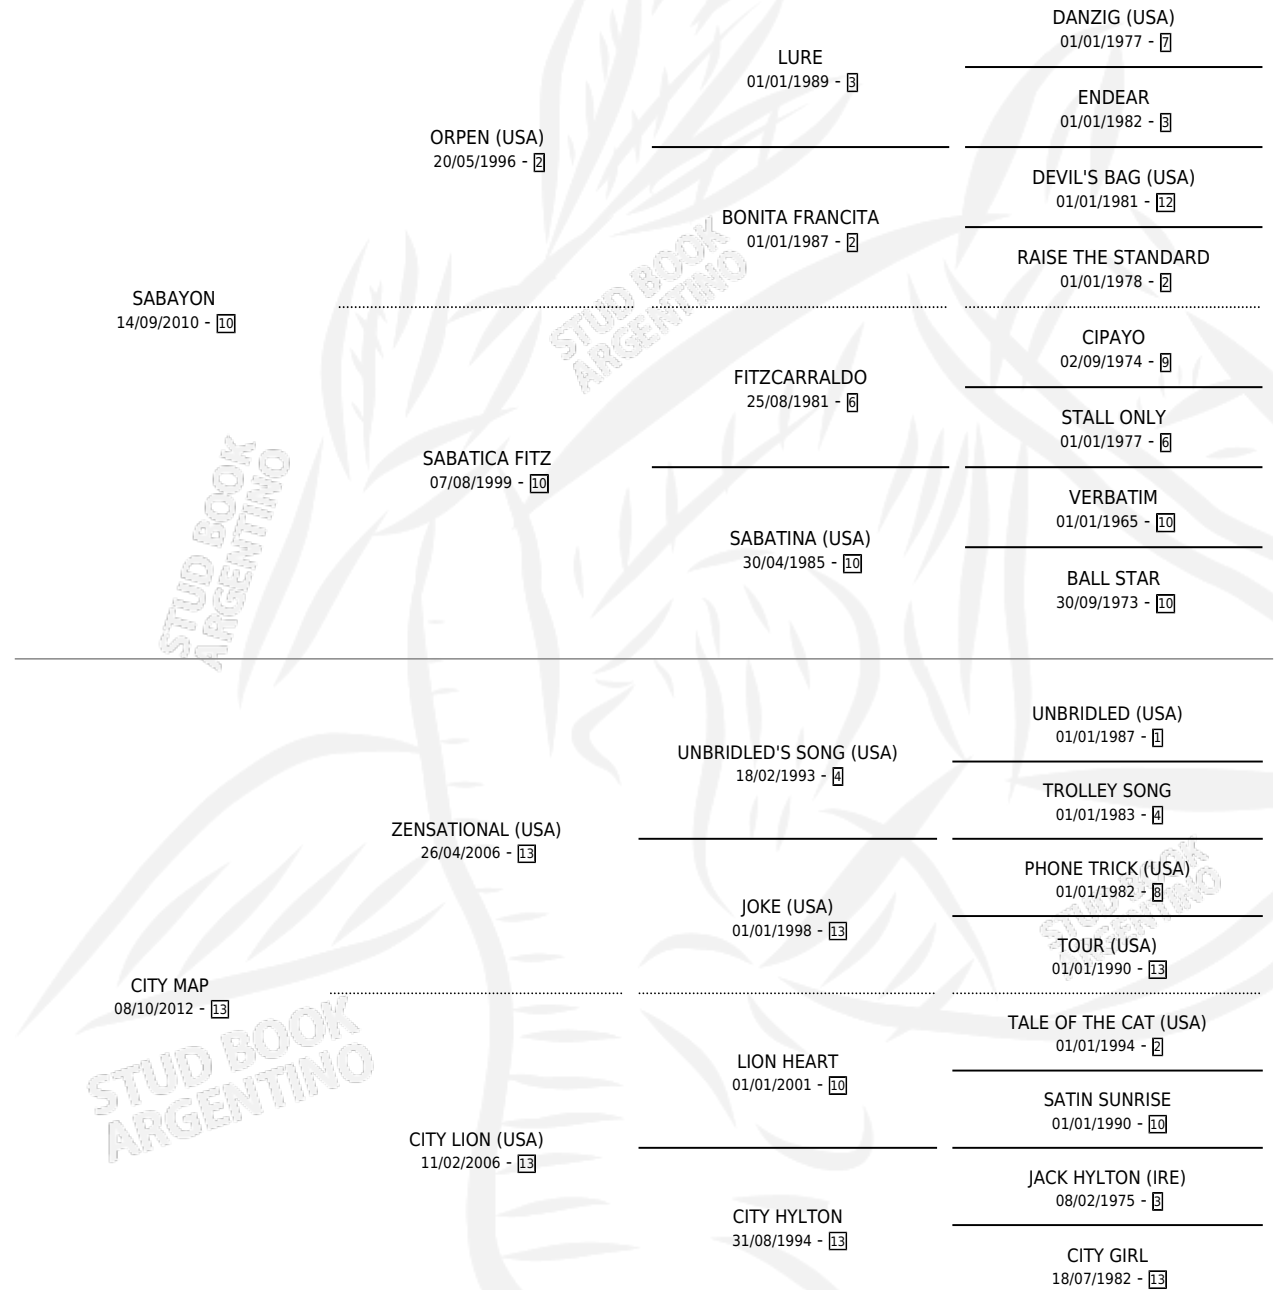 DANZIG (USA)
01/01/1977 - 7
LURE
01/01/1989 - 3
ENDEAR
01/01/1982 - 3
ORPEN (USA)
20/05/1996 - 2
DEVIL'S BAG (USA)
01/01/1981 - 12
BONITA FRANCITA
01/01/1987 - 2
RAISE THE STANDARD
01/01/1978 - 2
SABAYON
14/09/2010 - 10
STUD BOOK
ARGENTINO
CIPAYO
02/09/1974 - 9
FITZCARRALDO
25/08/1981 - 6
STALL ONLY
01/01/1977 - 6
SABATICA FITZ
07/08/1999 - 10
VERBATIM
01/01/1965 - 10
SABATINA (USA)
30/04/1985 - 10
BALL STAR
30/09/1973 - 10
STUD BOOK
ARGENTINO
UNBRIDLED (USA)
01/01/1987 - 1
UNBRIDLED'S SONG (USA)
18/02/1993 - 4
TROLLEY SONG
01/01/1983 - 4
ZENSATIONAL (USA)
26/04/2006 - 13
PHONE TRICK (USA)
01/01/1982 - 8
JOKE (USA)
01/01/1998 - 13
STUD BOOK
ARGENTINO
TOUR (USA)
01/01/1990 - 13
CITY MAP
08/10/2012 - 13
STUD BOOK
ARGENTINO
TALE OF THE CAT (USA)
01/01/1994 - 2
LION HEART
01/01/2001 - 10
SATIN SUNRISE
01/01/1990 - 10
CITY LION (USA)
11/02/2006 - 13
JACK HYLTON (IRE)
08/02/1975 - 3
CITY HYLTON
31/08/1994 - 13
CITY GIRL
18/07/1982 - 13